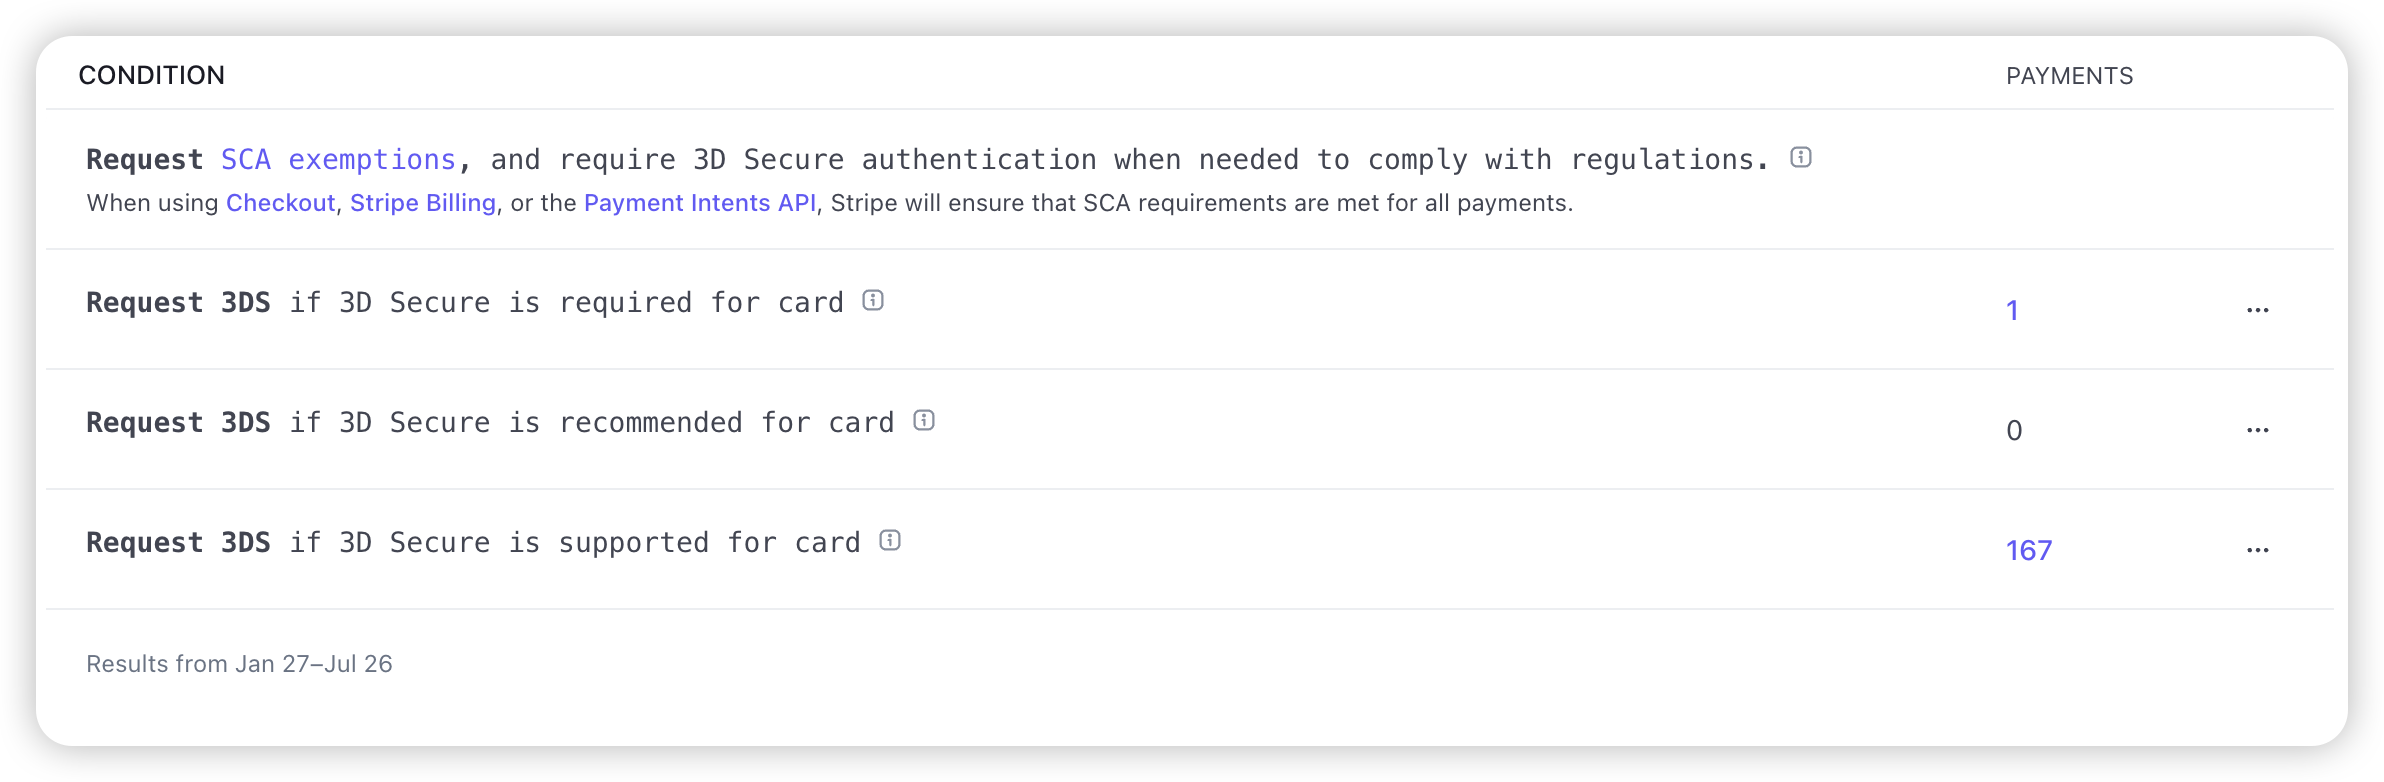 CONDITION PAYMENTS
Request SCA exemptions, and require 3D Secure authentication when needed to comply with regulations.
When using Checkout, Stripe Billing, or the Payment Intents API, Stripe will ensure that SCA requirements are met for all payments.
Request 3DS if 3D Secure is required for card 1
Request 3DS if 3D Secure is recommended for card 0
Request 3DS if 3D Secure is supported for card 167
Results from Jan 27–Jul 26